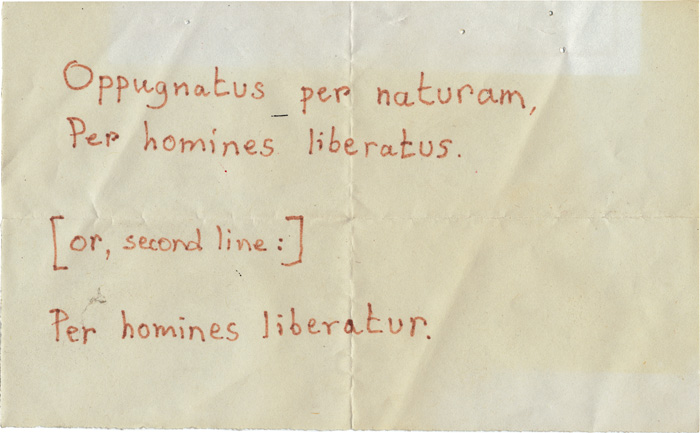 Oppugnatus per naturam,
Per homines liberatus.
[or, second line:]
Per homines liberatur.